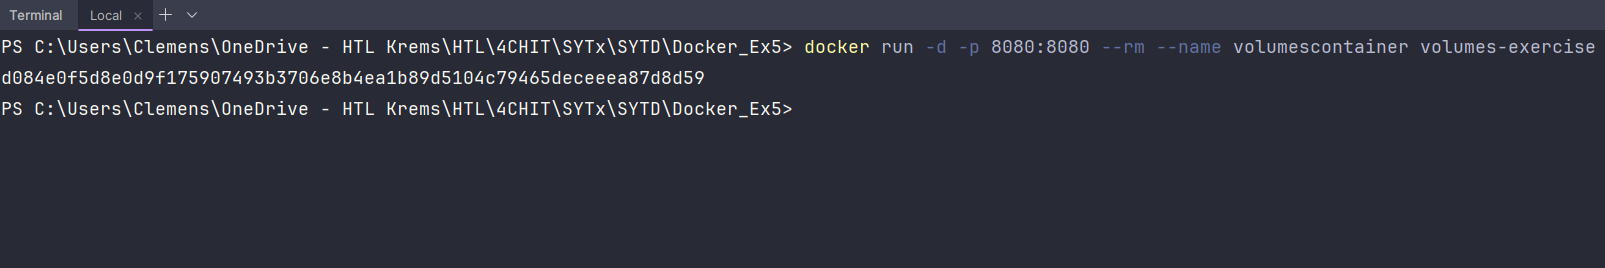 Terminal Local × + ⌄
PS C:\Users\Clemens\OneDrive - HTL Krems\HTL\4CHIT\SYTx\SYTD\Docker_Ex5> docker run -d -p 8080:8080 --rm --name volumescontainer volumes-exercise
d084e0f5d8e0d9f175907493b3706e8b4ea1b89d5104c79465deceeea87d8d59
PS C:\Users\Clemens\OneDrive - HTL Krems\HTL\4CHIT\SYTx\SYTD\Docker_Ex5>